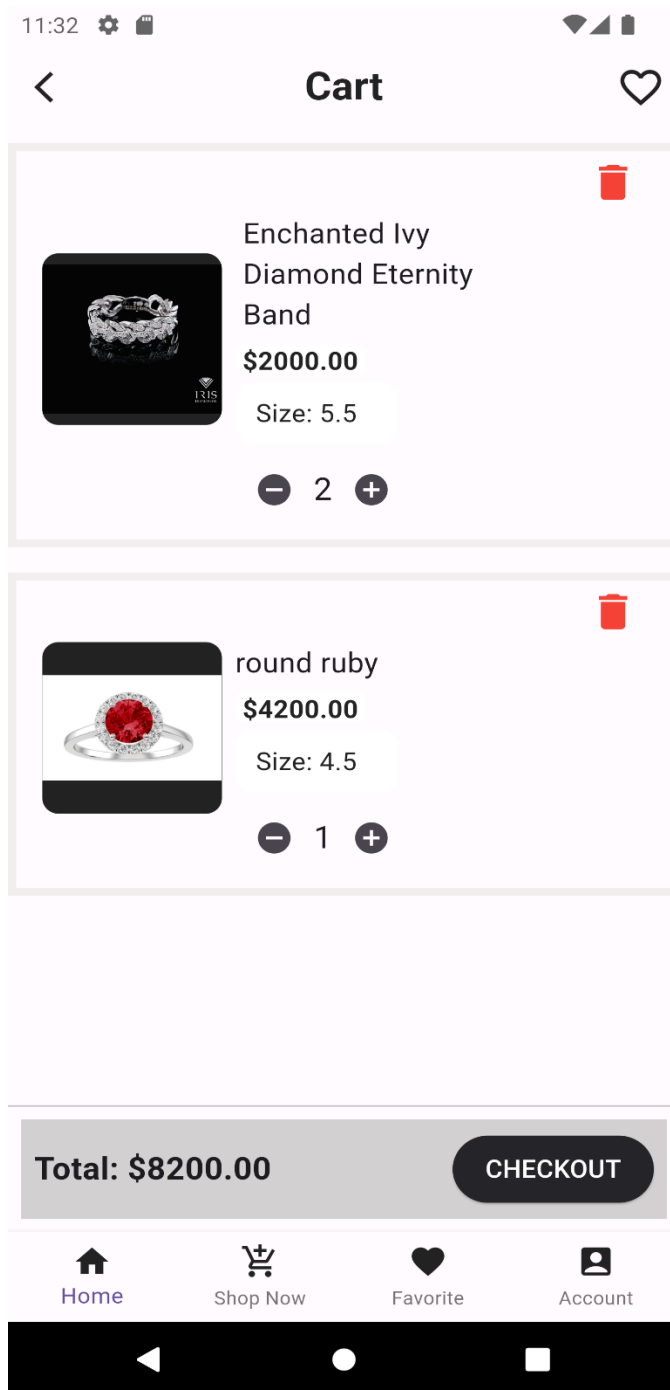 11:32
Cart
Enchanted Ivy
Diamond Eternity
Band
$2000.00
IRIS
Size: 5.5
2
round ruby
$4200.00
Size: 4.5
1
Total: $8200.00
CHECKOUT
Home
Shop Now
Favorite
Account